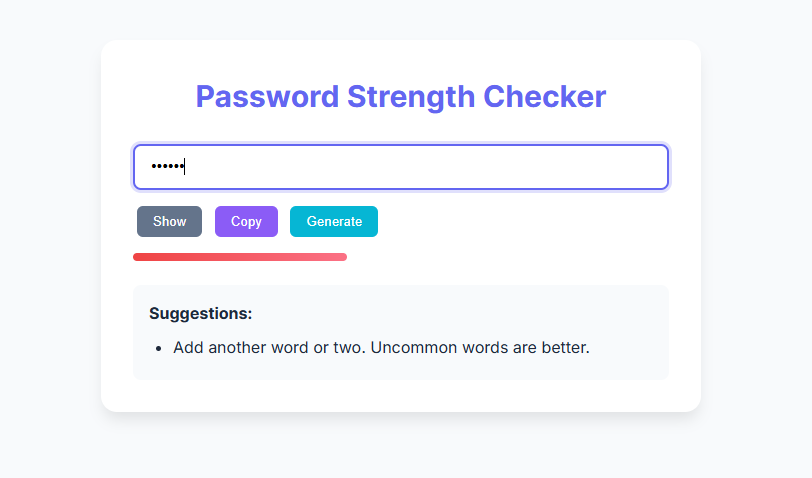 Password Strength Checker
••••••
Show Copy Generate
Suggestions:
• Add another word or two. Uncommon words are better.